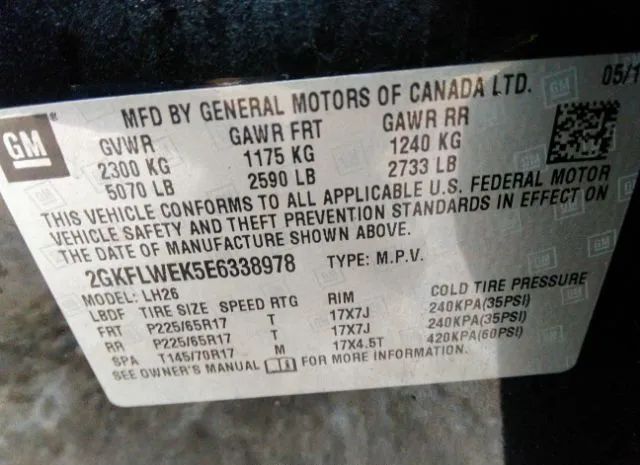 GM
MFD BY GENERAL MOTORS OF CANADA LTD. 05/1
GVWR GAWR FRT GAWR RR
2300 KG 1175 KG 1240 KG
5070 LB 2590 LB 2733 LB
THIS VEHICLE CONFORMS TO ALL APPLICABLE U.S. FEDERAL MOTOR
VEHICLE SAFETY AND THEFT PREVENTION STANDARDS IN EFFECT ON
THE DATE OF MANUFACTURE SHOWN ABOVE.
2GKFLWEK5E6338978 TYPE: M.P.V.
MODEL: LH26
LBDF TIRE SIZE SPEED RTG RIM COLD TIRE PRESSURE
FRT P225/65R17 T 17X7J 240KPA(35PSI)
RR P225/65R17 T 17X7J 240KPA(35PSI)
SPA T145/70R17 M 17X4.5T 420KPA(60PSI)
SEE OWNER'S MANUAL FOR MORE INFORMATION.